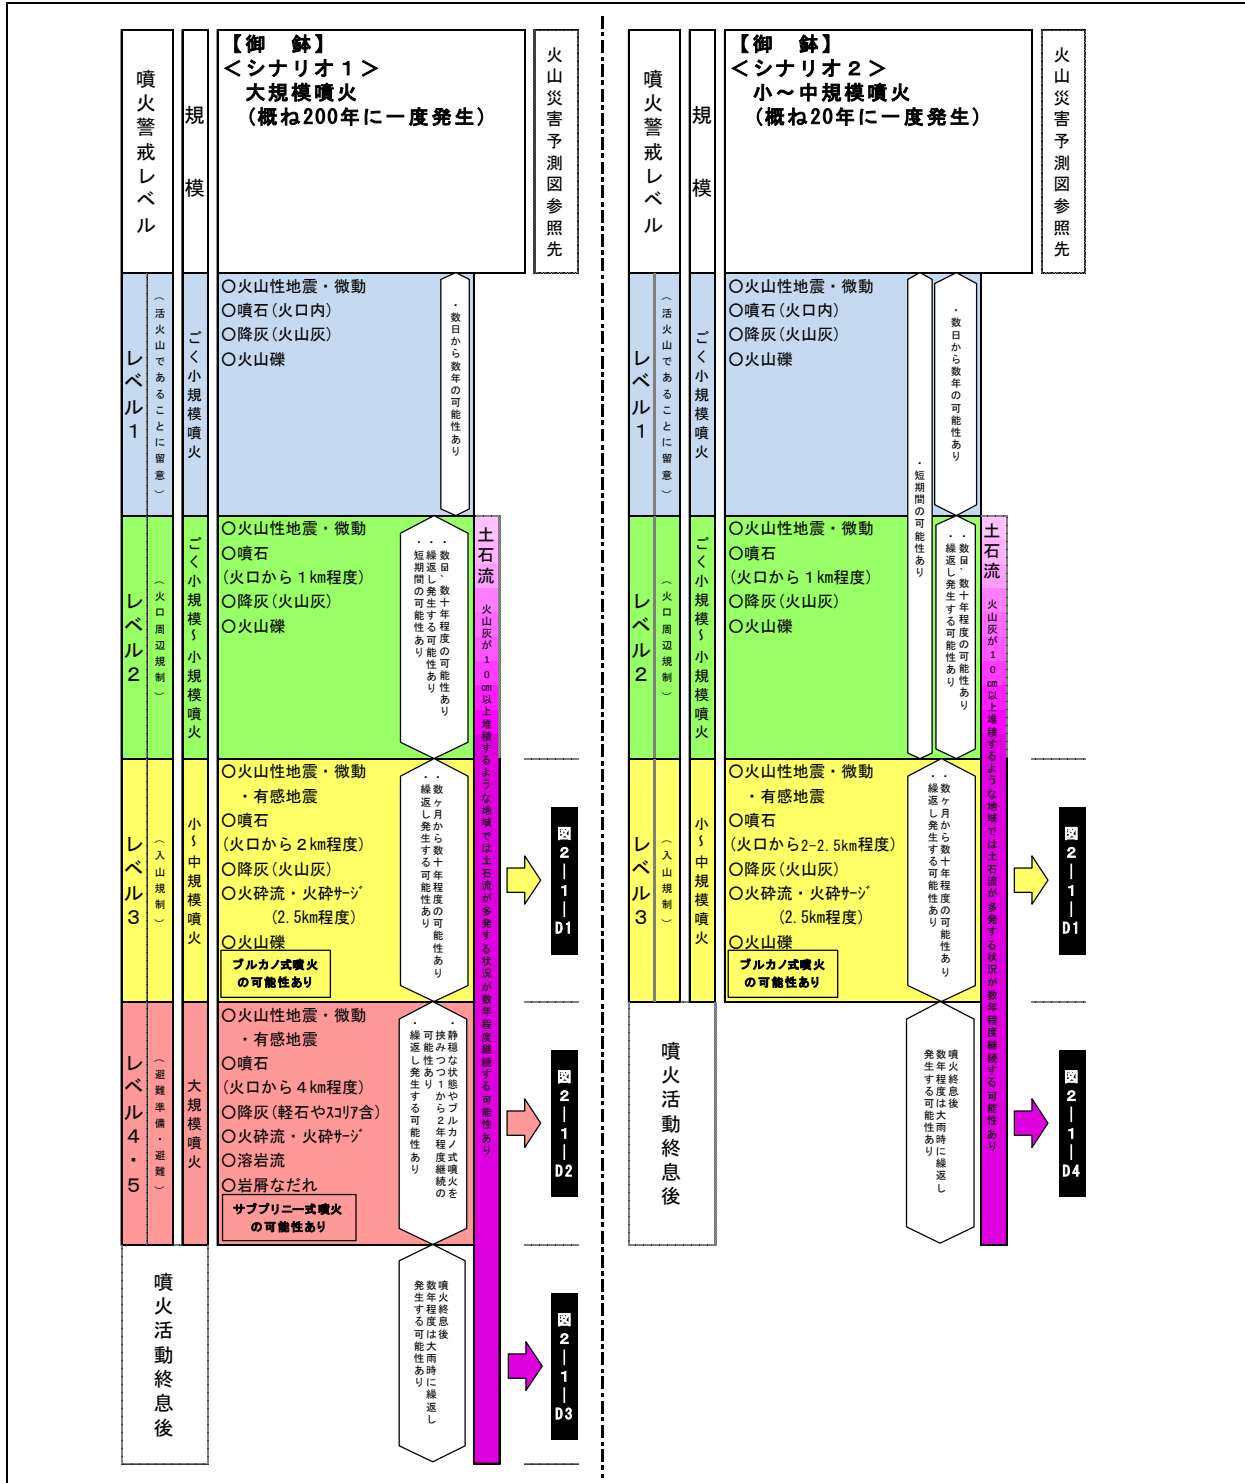 噴火警戒レベル
規模
【御　鉢】
＜シナリオ１＞
大規模噴火
(概ね200年に一度発生)
火山災害予測図参照先
レベル1
（活火山であることに留意）
ごく小規模噴火
○火山性地震・微動
○噴石(火口内)
○降灰(火山灰)
○火山礫
・数日から数年の可能性あり
レベル2
（火口周辺規制）
ごく小規模～小規模噴火
○火山性地震・微動
○噴石
(火口から1km程度)
○降灰(火山灰)
○火山礫
・数日、数十年程度の可能性あり
・繰返し発生する可能性あり
・短期間の可能性あり
土石流
火山灰が10cm以上堆積するような地域では土石流が多発する状況が数年程度継続する可能性あり
レベル3
（入山規制）
小～中規模噴火
○火山性地震・微動
・有感地震
○噴石
(火口から2km程度)
○降灰(火山灰)
○火砕流・火砕ｻｰｼﾞ
(2.5km程度)
○火山礫
ブルカノ式噴火
の可能性あり
・数ヶ月から数十年程度の可能性あり
・繰返し発生する可能性あり
図2―1―D1
レベル4・5
（避難準備・避難）
大規模噴火
○火山性地震・微動
・有感地震
○噴石
(火口から4km程度)
○降灰(軽石やｽｺﾘｱ含)
○火砕流・火砕ｻｰｼﾞ
○溶岩流
○岩屑なだれ
サブプリニー式噴火
の可能性あり
・静穏な状態やブルカノ式噴火を
挟みつつ1から2年程度継続の
可能性あり
・繰返し発生する可能性あり
図2―1―D2
噴火活動終息後
噴火終息後
数年程度は大雨時に繰返し
発生する可能性あり
図2―1―D3
噴火警戒レベル
規模
【御　鉢】
＜シナリオ２＞
小～中規模噴火
(概ね20年に一度発生)
火山災害予測図参照先
レベル1
（活火山であることに留意）
ごく小規模噴火
○火山性地震・微動
○噴石(火口内)
○降灰(火山灰)
○火山礫
・数日から数年の可能性あり
・短期間の可能性あり
レベル2
（火口周辺規制）
ごく小規模～小規模噴火
○火山性地震・微動
○噴石
(火口から1km程度)
○降灰(火山灰)
○火山礫
・数日、数十年程度の可能性あり
・繰返し発生する可能性あり
土石流
火山灰が10cm以上堆積するような地域では土石流が多発する状況が数年程度継続する可能性あり
レベル3
（入山規制）
小～中規模噴火
○火山性地震・微動
・有感地震
○噴石
(火口から2-2.5km程度)
○降灰(火山灰)
○火砕流・火砕ｻｰｼﾞ
(2.5km程度)
○火山礫
ブルカノ式噴火
の可能性あり
・数ヶ月から数十年程度の可能性あり
・繰返し発生する可能性あり
図2―1―D1
噴火活動終息後
噴火終息後
数年程度は大雨時に繰返し
発生する可能性あり
図2―1―D4